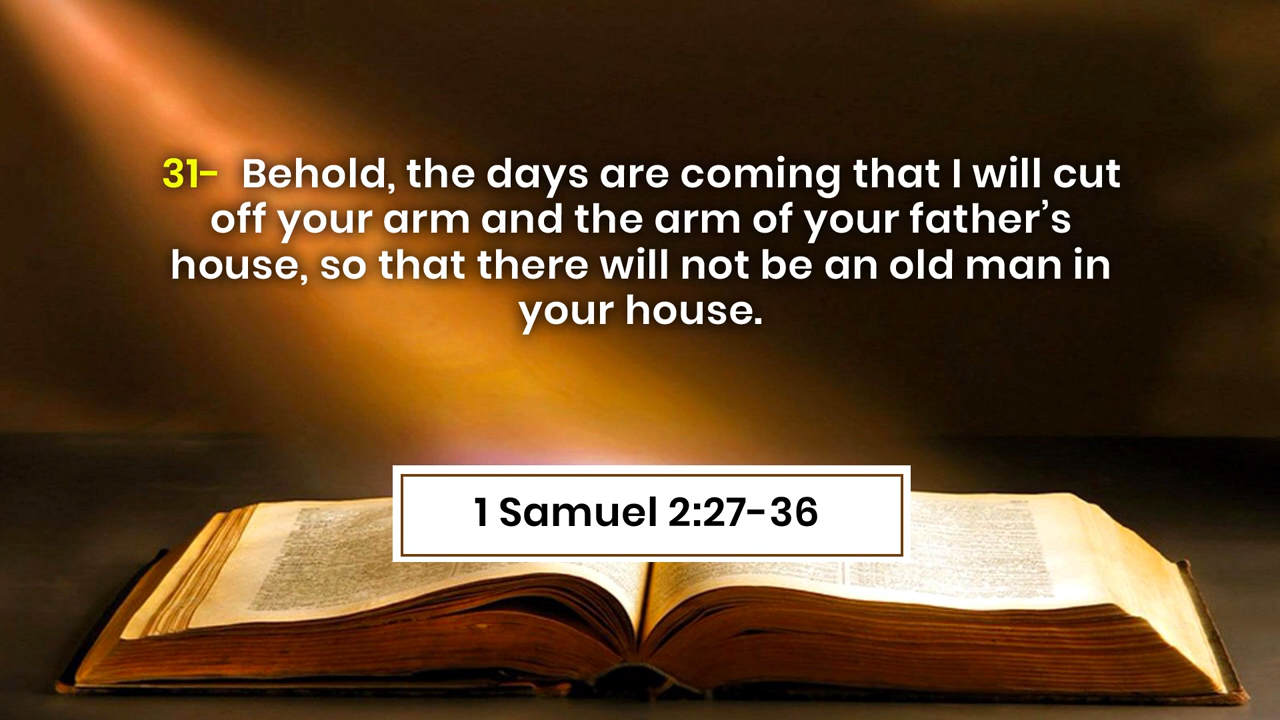 31- Behold, the days are coming that I will cut
off your arm and the arm of your father’s
house, so that there will not be an old man in
your house.
1 Samuel 2:27-36